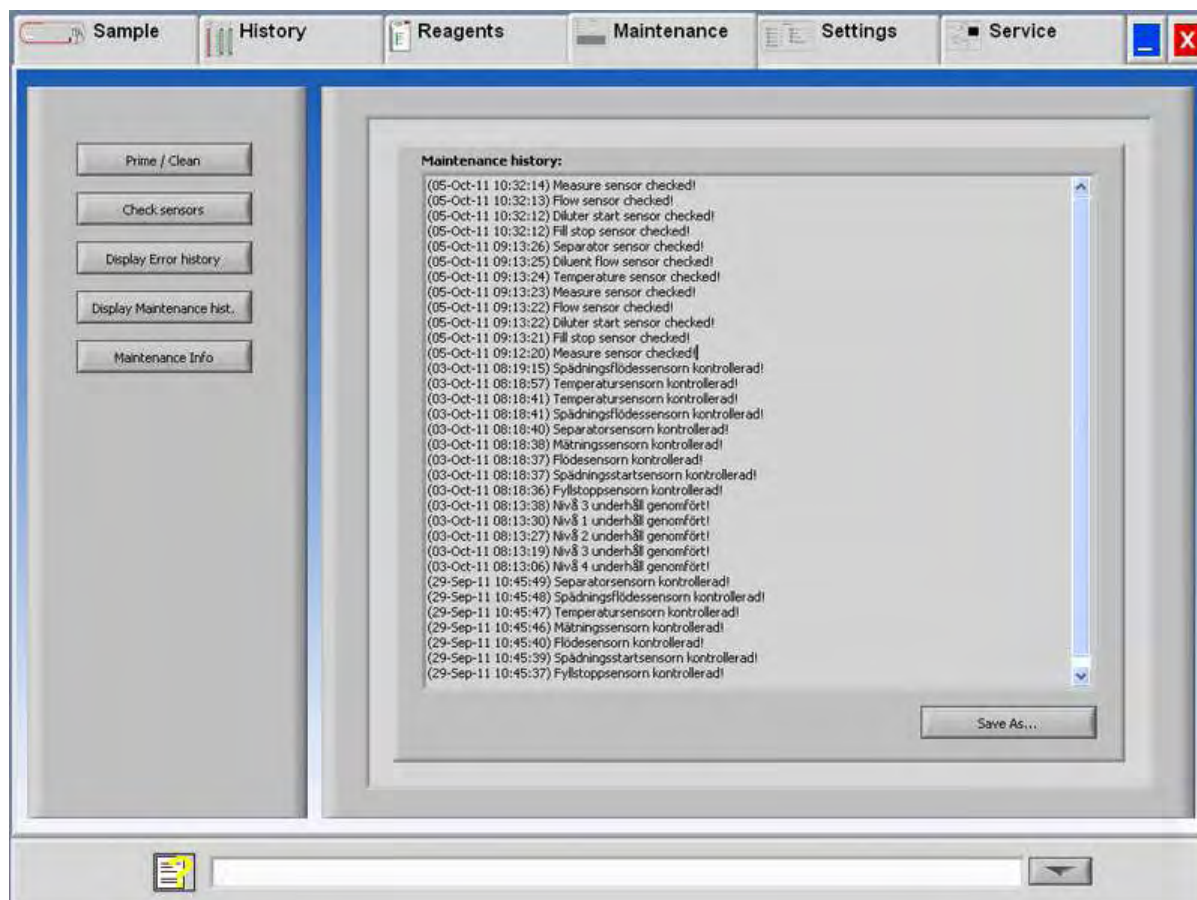 Sample
History
Reagents
Maintenance
Settings
Service
Prime / Clean
Check sensors
Display Error history
Display Maintenance hist.
Maintenance Info
Maintenance history:
(05-Oct-11 10:32:14) Measure sensor checked!
(05-Oct-11 10:32:13) Flow sensor checked!
(05-Oct-11 10:32:12) Diluter start sensor checked!
(05-Oct-11 10:32:12) Fill stop sensor checked!
(05-Oct-11 09:13:26) Separator sensor checked!
(05-Oct-11 09:13:25) Diluent flow sensor checked!
(05-Oct-11 09:13:24) Temperature sensor checked!
(05-Oct-11 09:13:23) Measure sensor checked!
(05-Oct-11 09:13:22) Flow sensor checked!
(05-Oct-11 09:13:22) Diluter start sensor checked!
(05-Oct-11 09:13:21) Fill stop sensor checked!
(05-Oct-11 09:12:20) Measure sensor checked!
(03-Oct-11 08:19:15) Spädningsflödessensorn kontrollerad!
(03-Oct-11 08:18:57) Temperatursensorn kontrollerad!
(03-Oct-11 08:18:41) Temperatursensorn kontrollerad!
(03-Oct-11 08:18:41) Spädningsflödessensorn kontrollerad!
(03-Oct-11 08:18:40) Separatorsensorn kontrollerad!
(03-Oct-11 08:18:38) Mätningssensorn kontrollerad!
(03-Oct-11 08:18:37) Flödesensorn kontrollerad!
(03-Oct-11 08:18:37) Spädningsstartsensorn kontrollerad!
(03-Oct-11 08:18:36) Fyllstoppsensorn kontrollerad!
(03-Oct-11 08:13:38) Nivå 3 underhåll genomfört!
(03-Oct-11 08:13:30) Nivå 1 underhåll genomfört!
(03-Oct-11 08:13:27) Nivå 2 underhåll genomfört!
(03-Oct-11 08:13:19) Nivå 3 underhåll genomfört!
(03-Oct-11 08:13:06) Nivå 4 underhåll genomfört!
(29-Sep-11 10:45:49) Separatorsensorn kontrollerad!
(29-Sep-11 10:45:48) Spädningsflödessensorn kontrollerad!
(29-Sep-11 10:45:47) Temperatursensorn kontrollerad!
(29-Sep-11 10:45:46) Mätningssensorn kontrollerad!
(29-Sep-11 10:45:40) Flödesensorn kontrollerad!
(29-Sep-11 10:45:39) Spädningsstartsensorn kontrollerad!
(29-Sep-11 10:45:37) Fyllstoppsensorn kontrollerad!
Save As...